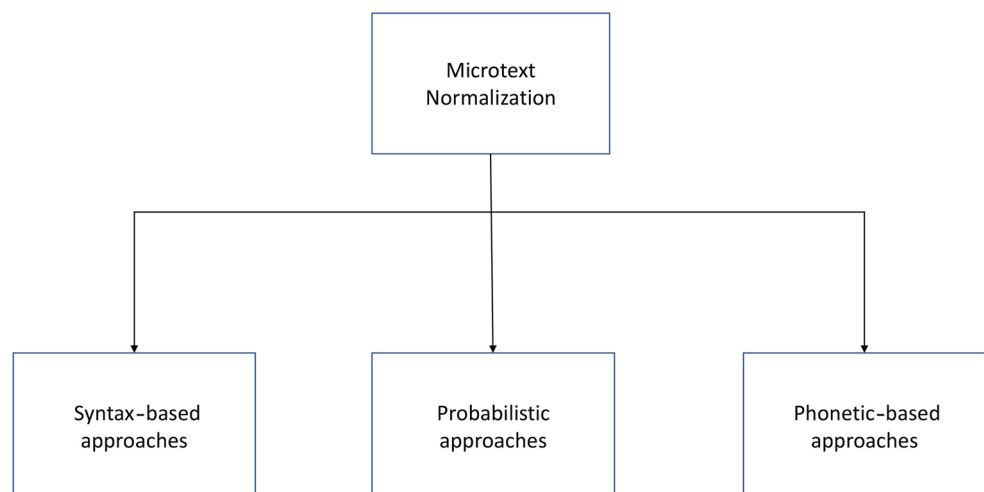 Microtext
Normalization
Syntax-based
approaches
Probabilistic
approaches
Phonetic-based
approaches